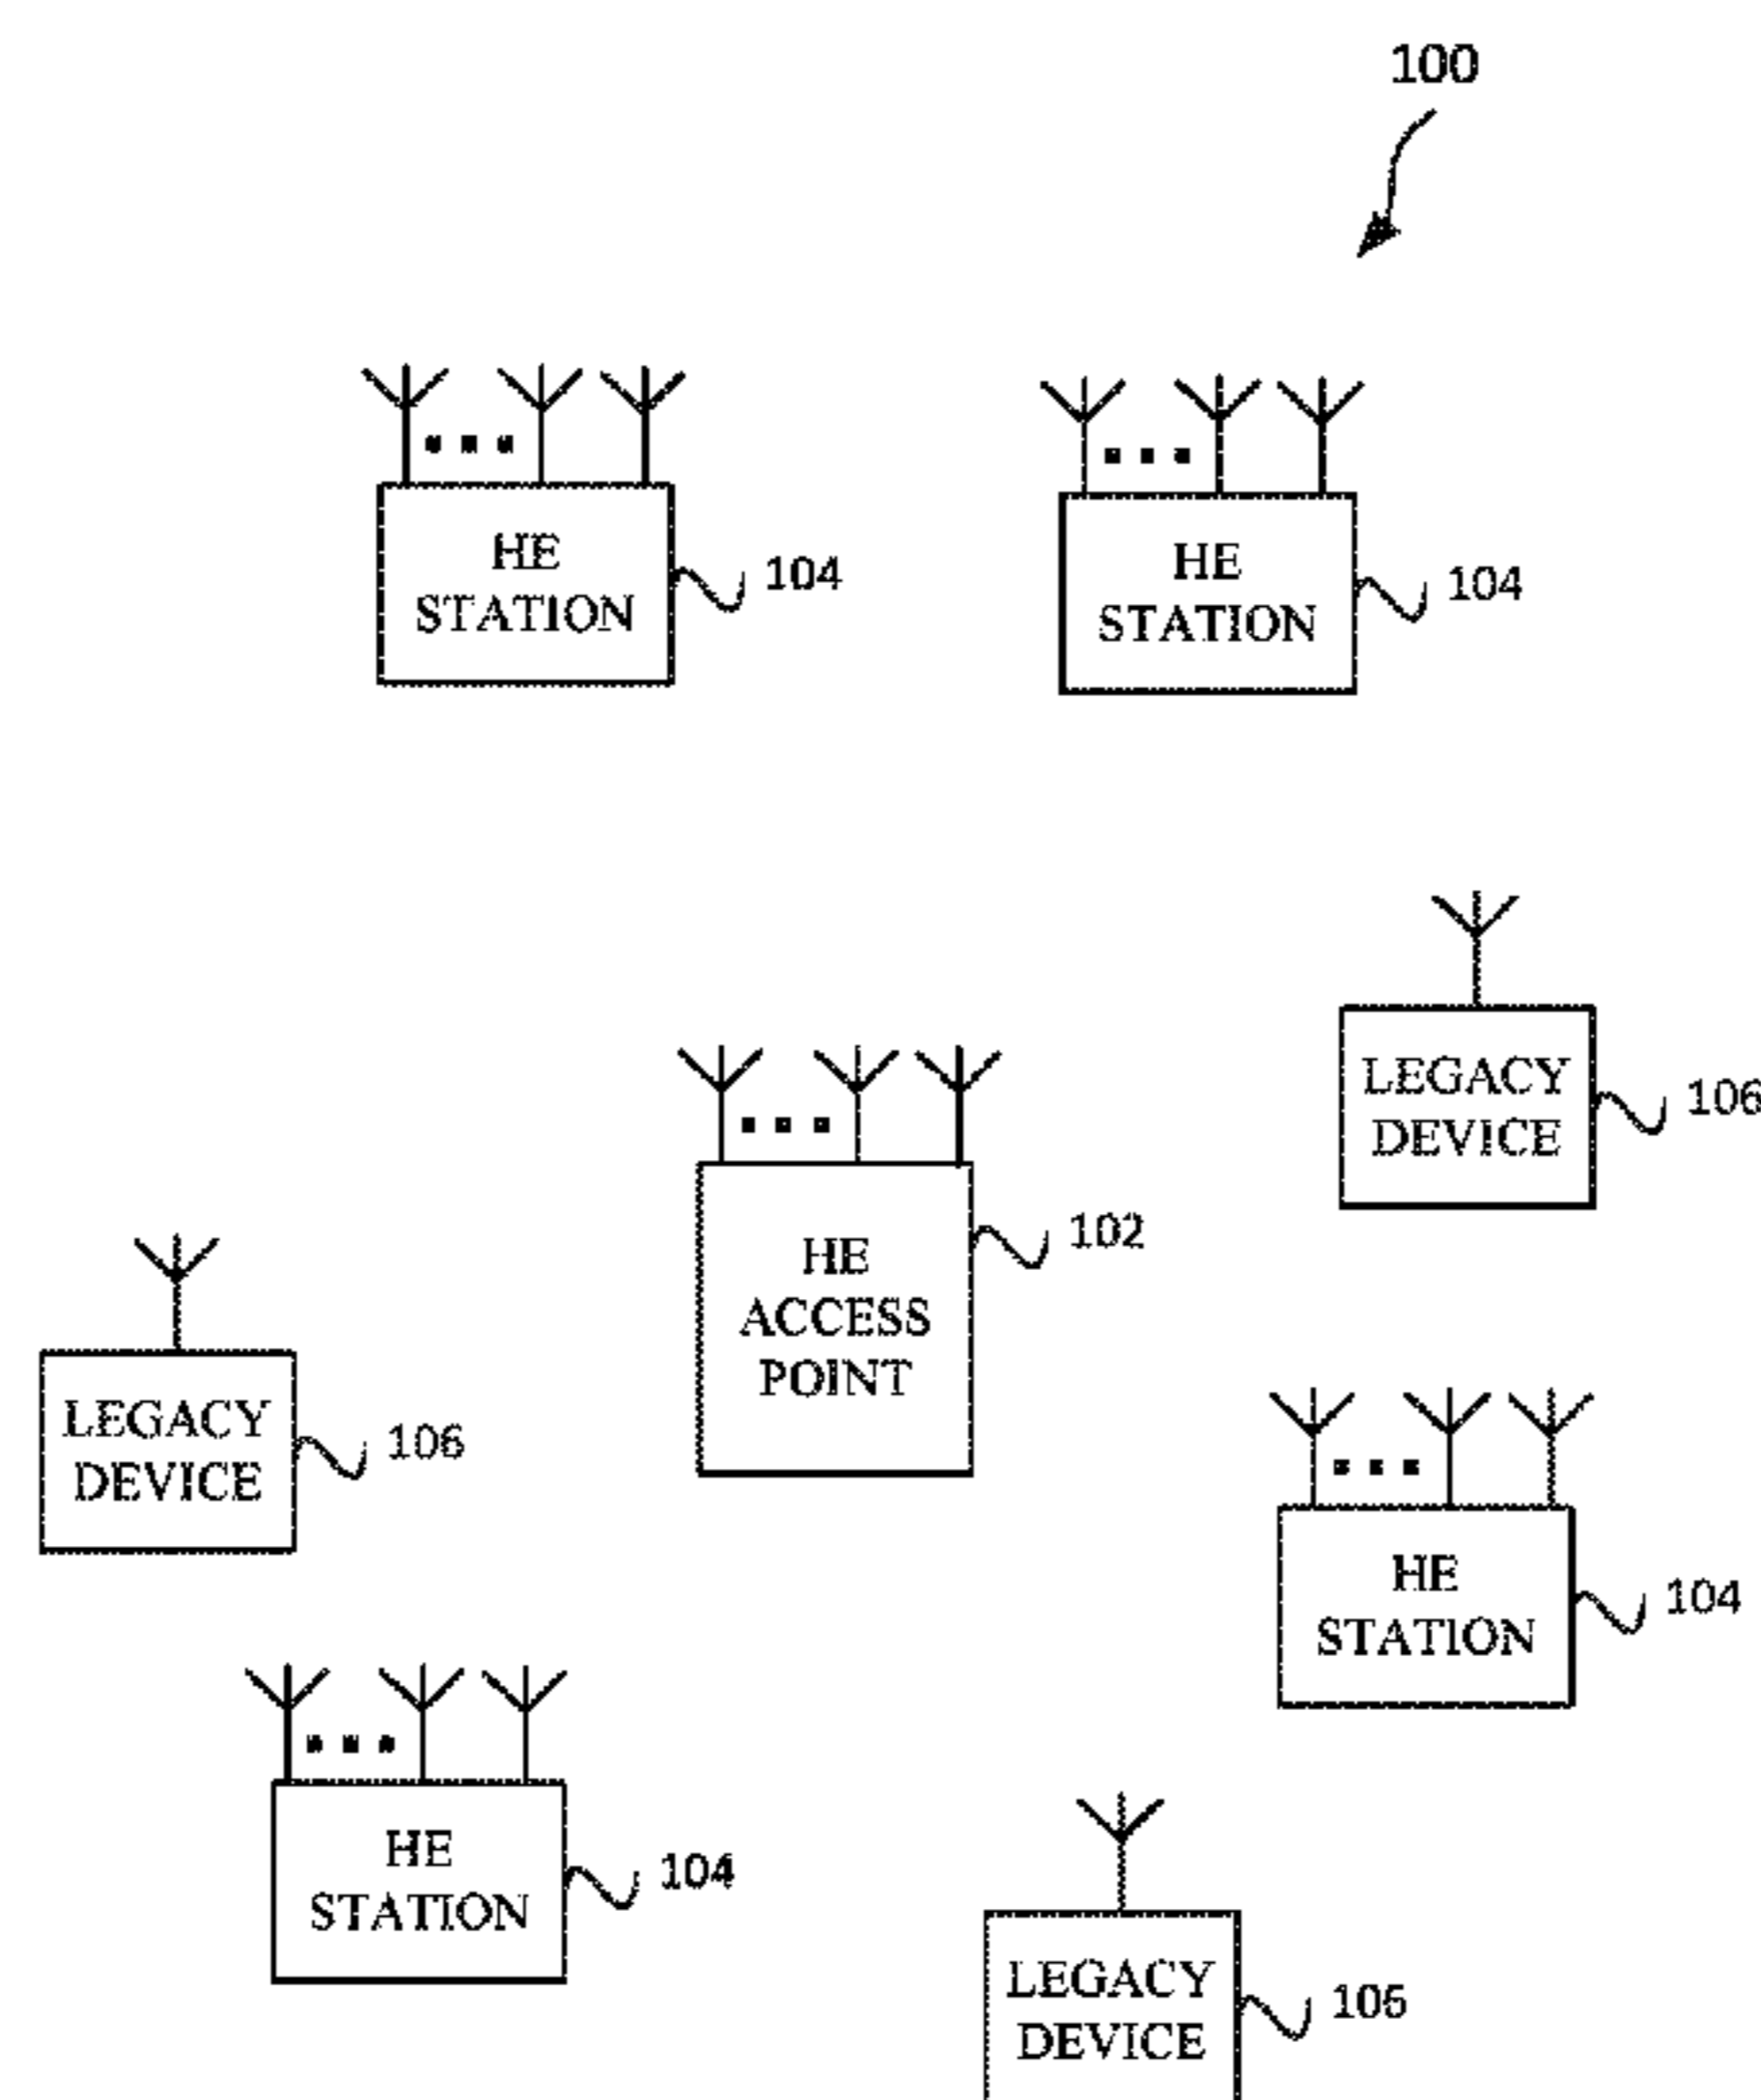 100
HE
STATION
104
HE
STATION
104
LEGACY
DEVICE
106
HE
ACCESS
POINT
102
LEGACY
DEVICE
106
HE
STATION
104
HE
STATION
104
LEGACY
DEVICE
106